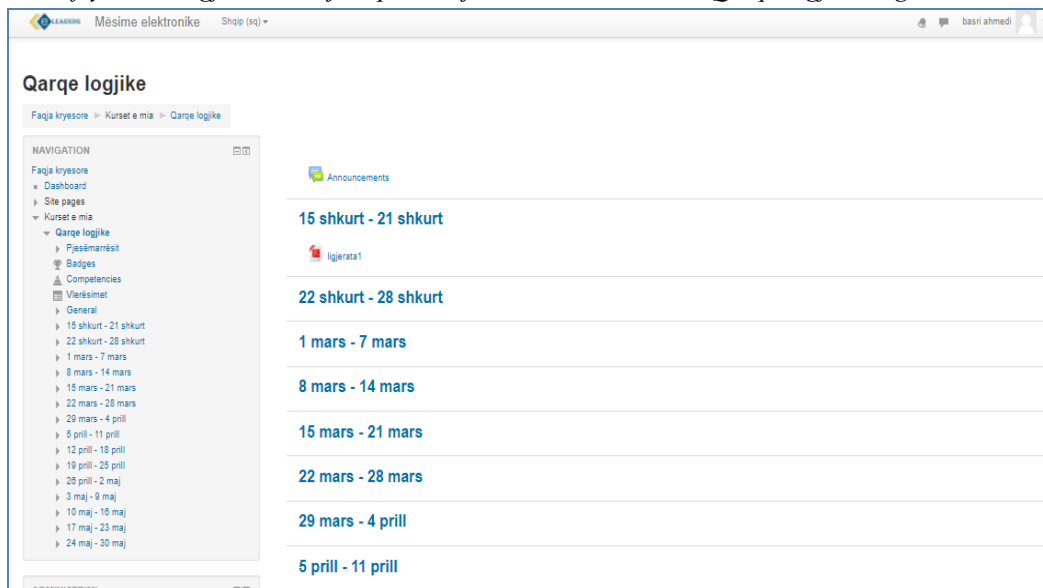 LEARNING Mësime elektronike Shqip (sq)
basri ahmedi
Qarqe logjike
Faqja kryesore Kurset e mia Qarqe logjike
NAVIGATION
Faqja kryesore
Dashboard
Site pages
Kurset e mia
Qarqe logjike
Pjesëmarrësit
Badges
Competencies
Vlerësimet
General
15 shkurt - 21 shkurt
22 shkurt - 28 shkurt
1 mars - 7 mars
8 mars - 14 mars
15 mars - 21 mars
22 mars - 28 mars
29 mars - 4 prill
5 prill - 11 prill
12 prill - 18 prill
19 prill - 25 prill
26 prill - 2 maj
3 maj - 9 maj
10 maj - 16 maj
17 maj - 23 maj
24 maj - 30 maj
Announcements
15 shkurt - 21 shkurt
ligjerata1
22 shkurt - 28 shkurt
1 mars - 7 mars
8 mars - 14 mars
15 mars - 21 mars
22 mars - 28 mars
29 mars - 4 prill
5 prill - 11 prill